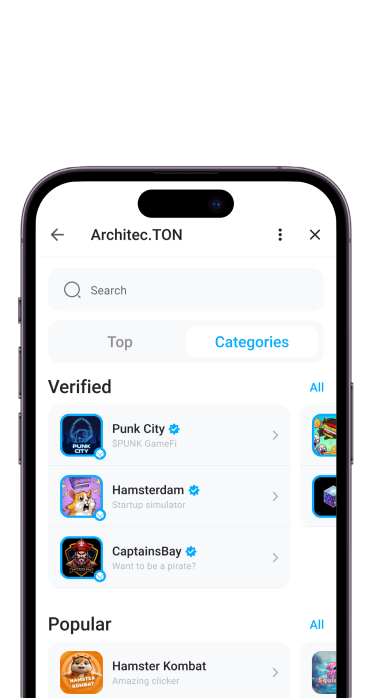 Architec.TON
Search
Top
Categories
Verified
All
PUNK
CITY
Punk City
$PUNK GameFi
Hamsterdam
Startup simulator
CaptainsBay
Want to be a pirate?
Popular
All
HAMSTER
KOMBAT
Hamster Kombat
Amazing clicker